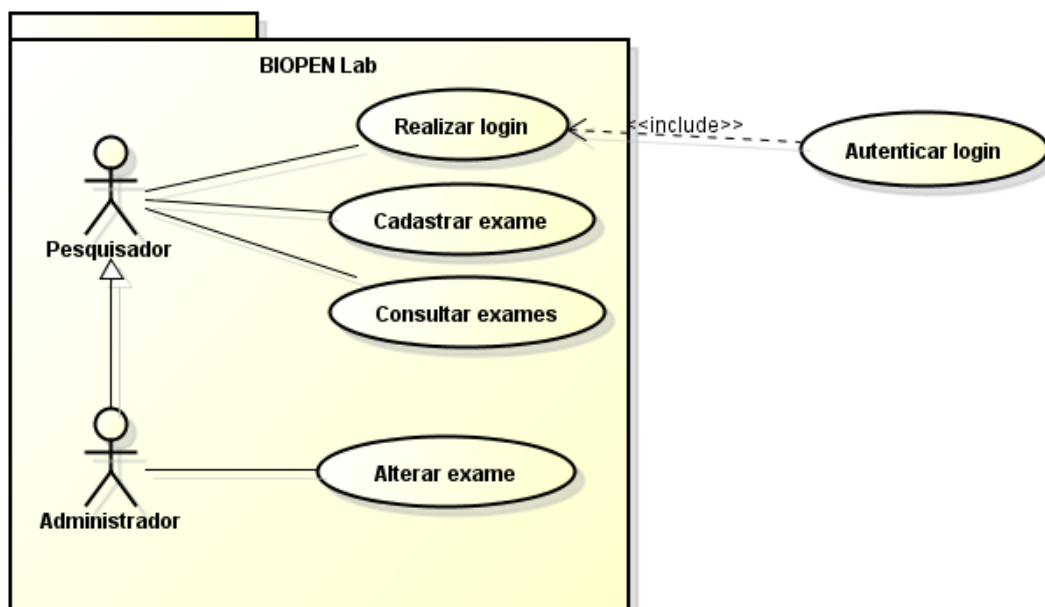 BIOPEN Lab
Realizar login
<<include>>
Autenticar login
Cadastrar exame
Pesquisador
Consultar exames
Alterar exame
Administrador